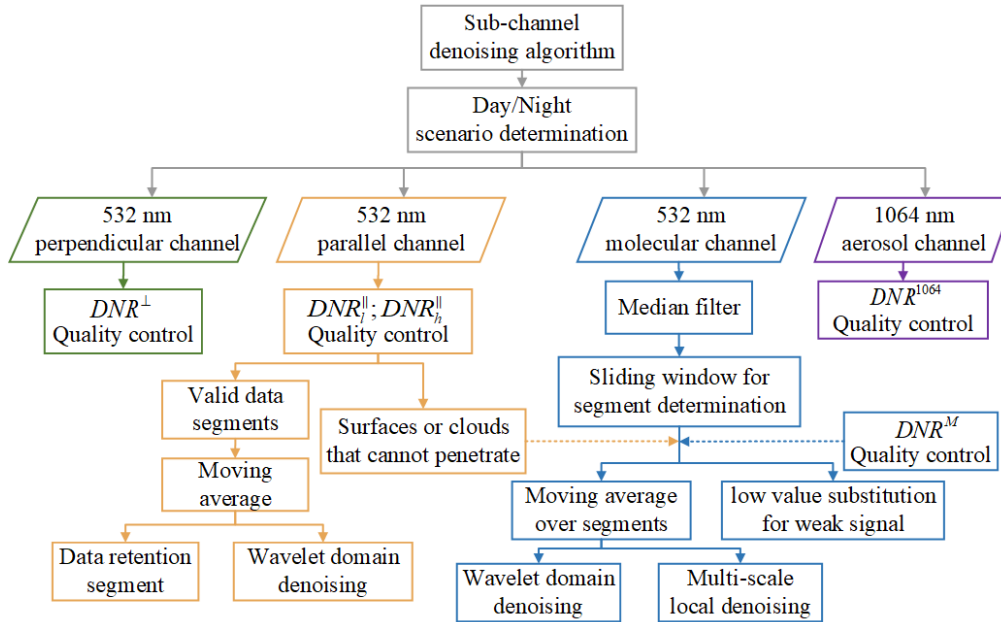 Sub-channel
denoising algorithm
Day/Night
scenario determination
532 nm
perpendicular channel
532 nm
parallel channel
532 nm
molecular channel
1064 nm
aerosol channel
DNR⊥
Quality control
DNRₗ∥; DNRₕ∥
Quality control
Median filter
DNR¹⁰⁶⁴
Quality control
Valid data
segments
Surfaces or clouds
that cannot penetrate
Sliding window for
segment determination
DNRᴹ
Quality control
Moving
average
Moving average
over segments
low value substitution
for weak signal
Data retention
segment
Wavelet domain
denoising
Wavelet domain
denoising
Multi-scale
local denoising